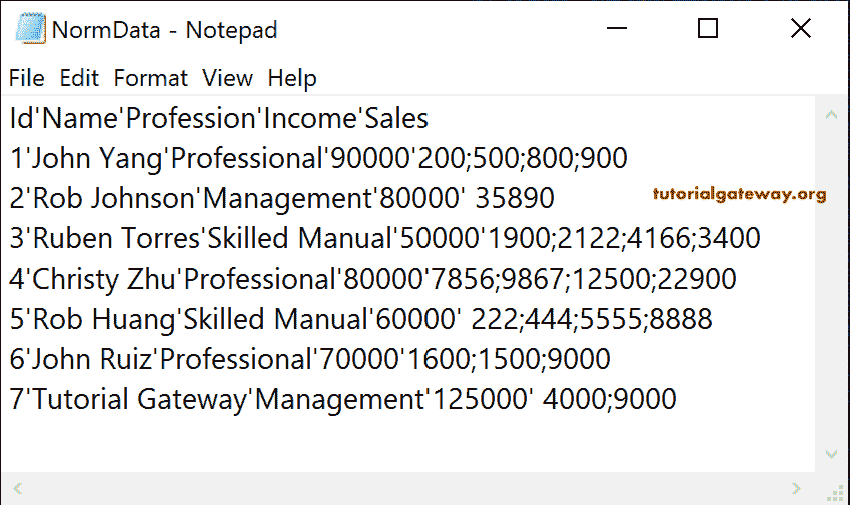 NormData - Notepad
File Edit Format View Help
Id'Name'Profession'Income'Sales
1'John Yang'Professional'90000'200;500;800;900
2'Rob Johnson'Management'80000' 35890
tutorialgateway.org
3'Ruben Torres'Skilled Manual'50000'1900;2122;4166;3400
4'Christy Zhu'Professional'80000'7856;9867;12500;22900
5'Rob Huang'Skilled Manual'60000' 222;444;5555;8888
6'John Ruiz'Professional'70000'1600;1500;9000
7'Tutorial Gateway'Management'125000' 4000;9000